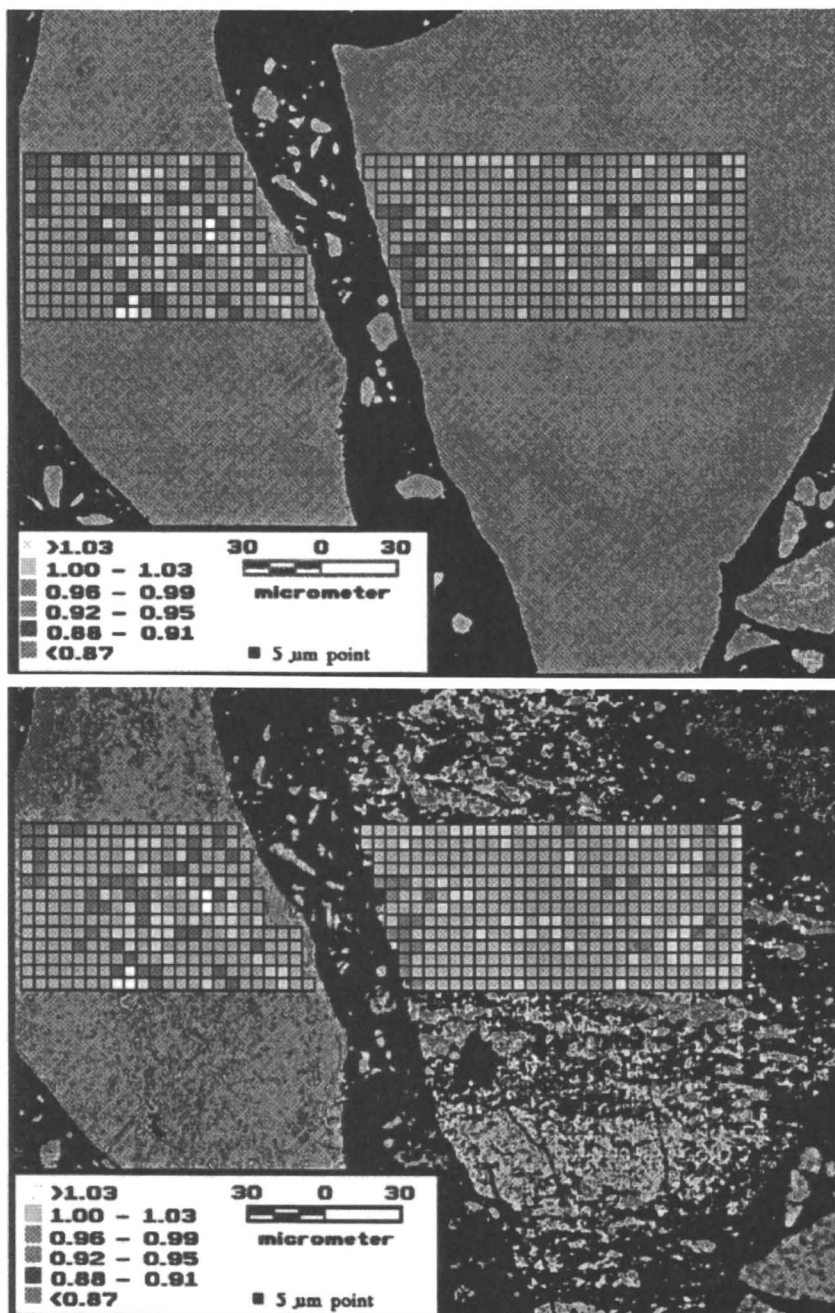 >1.03
1.00 – 1.03
0.96 – 0.99
0.92 – 0.95
0.88 – 0.91
<0.87
30 0 30
micrometer
5 µm point
>1.03
1.00 – 1.03
0.96 – 0.99
0.92 – 0.95
0.88 – 0.91
<0.87
30 0 30
micrometer
5 µm point